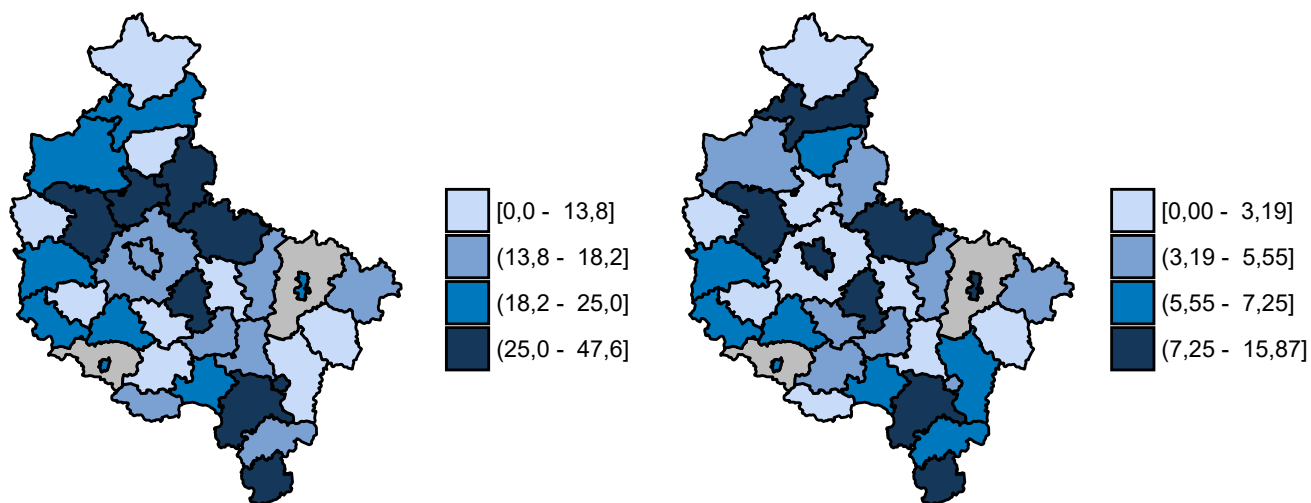 [0,0 - 13,8]
(13,8 - 18,2]
(18,2 - 25,0]
(25,0 - 47,6]
[0,00 - 3,19]
(3,19 - 5,55]
(5,55 - 7,25]
(7,25 - 15,87]